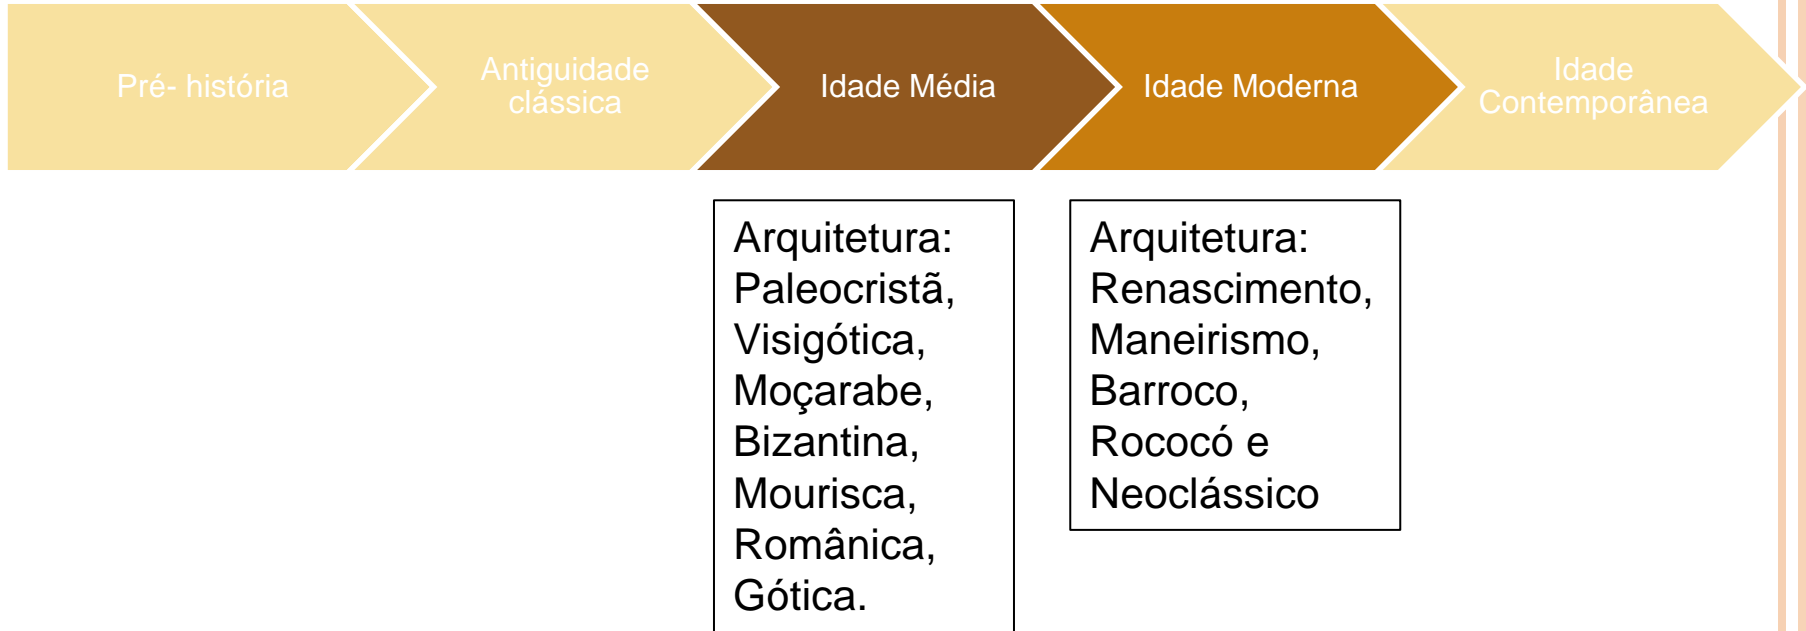 Pré- história
Antiguidade
clássica
Idade Média
Idade Moderna
Idade
Contemporânea
Arquitetura:
Paleocristã,
Visigótica,
Moçarabe,
Bizantina,
Mourisca,
Românica,
Gótica.
Arquitetura:
Renascimento,
Maneirismo,
Barroco,
Rococó e
Neoclássico